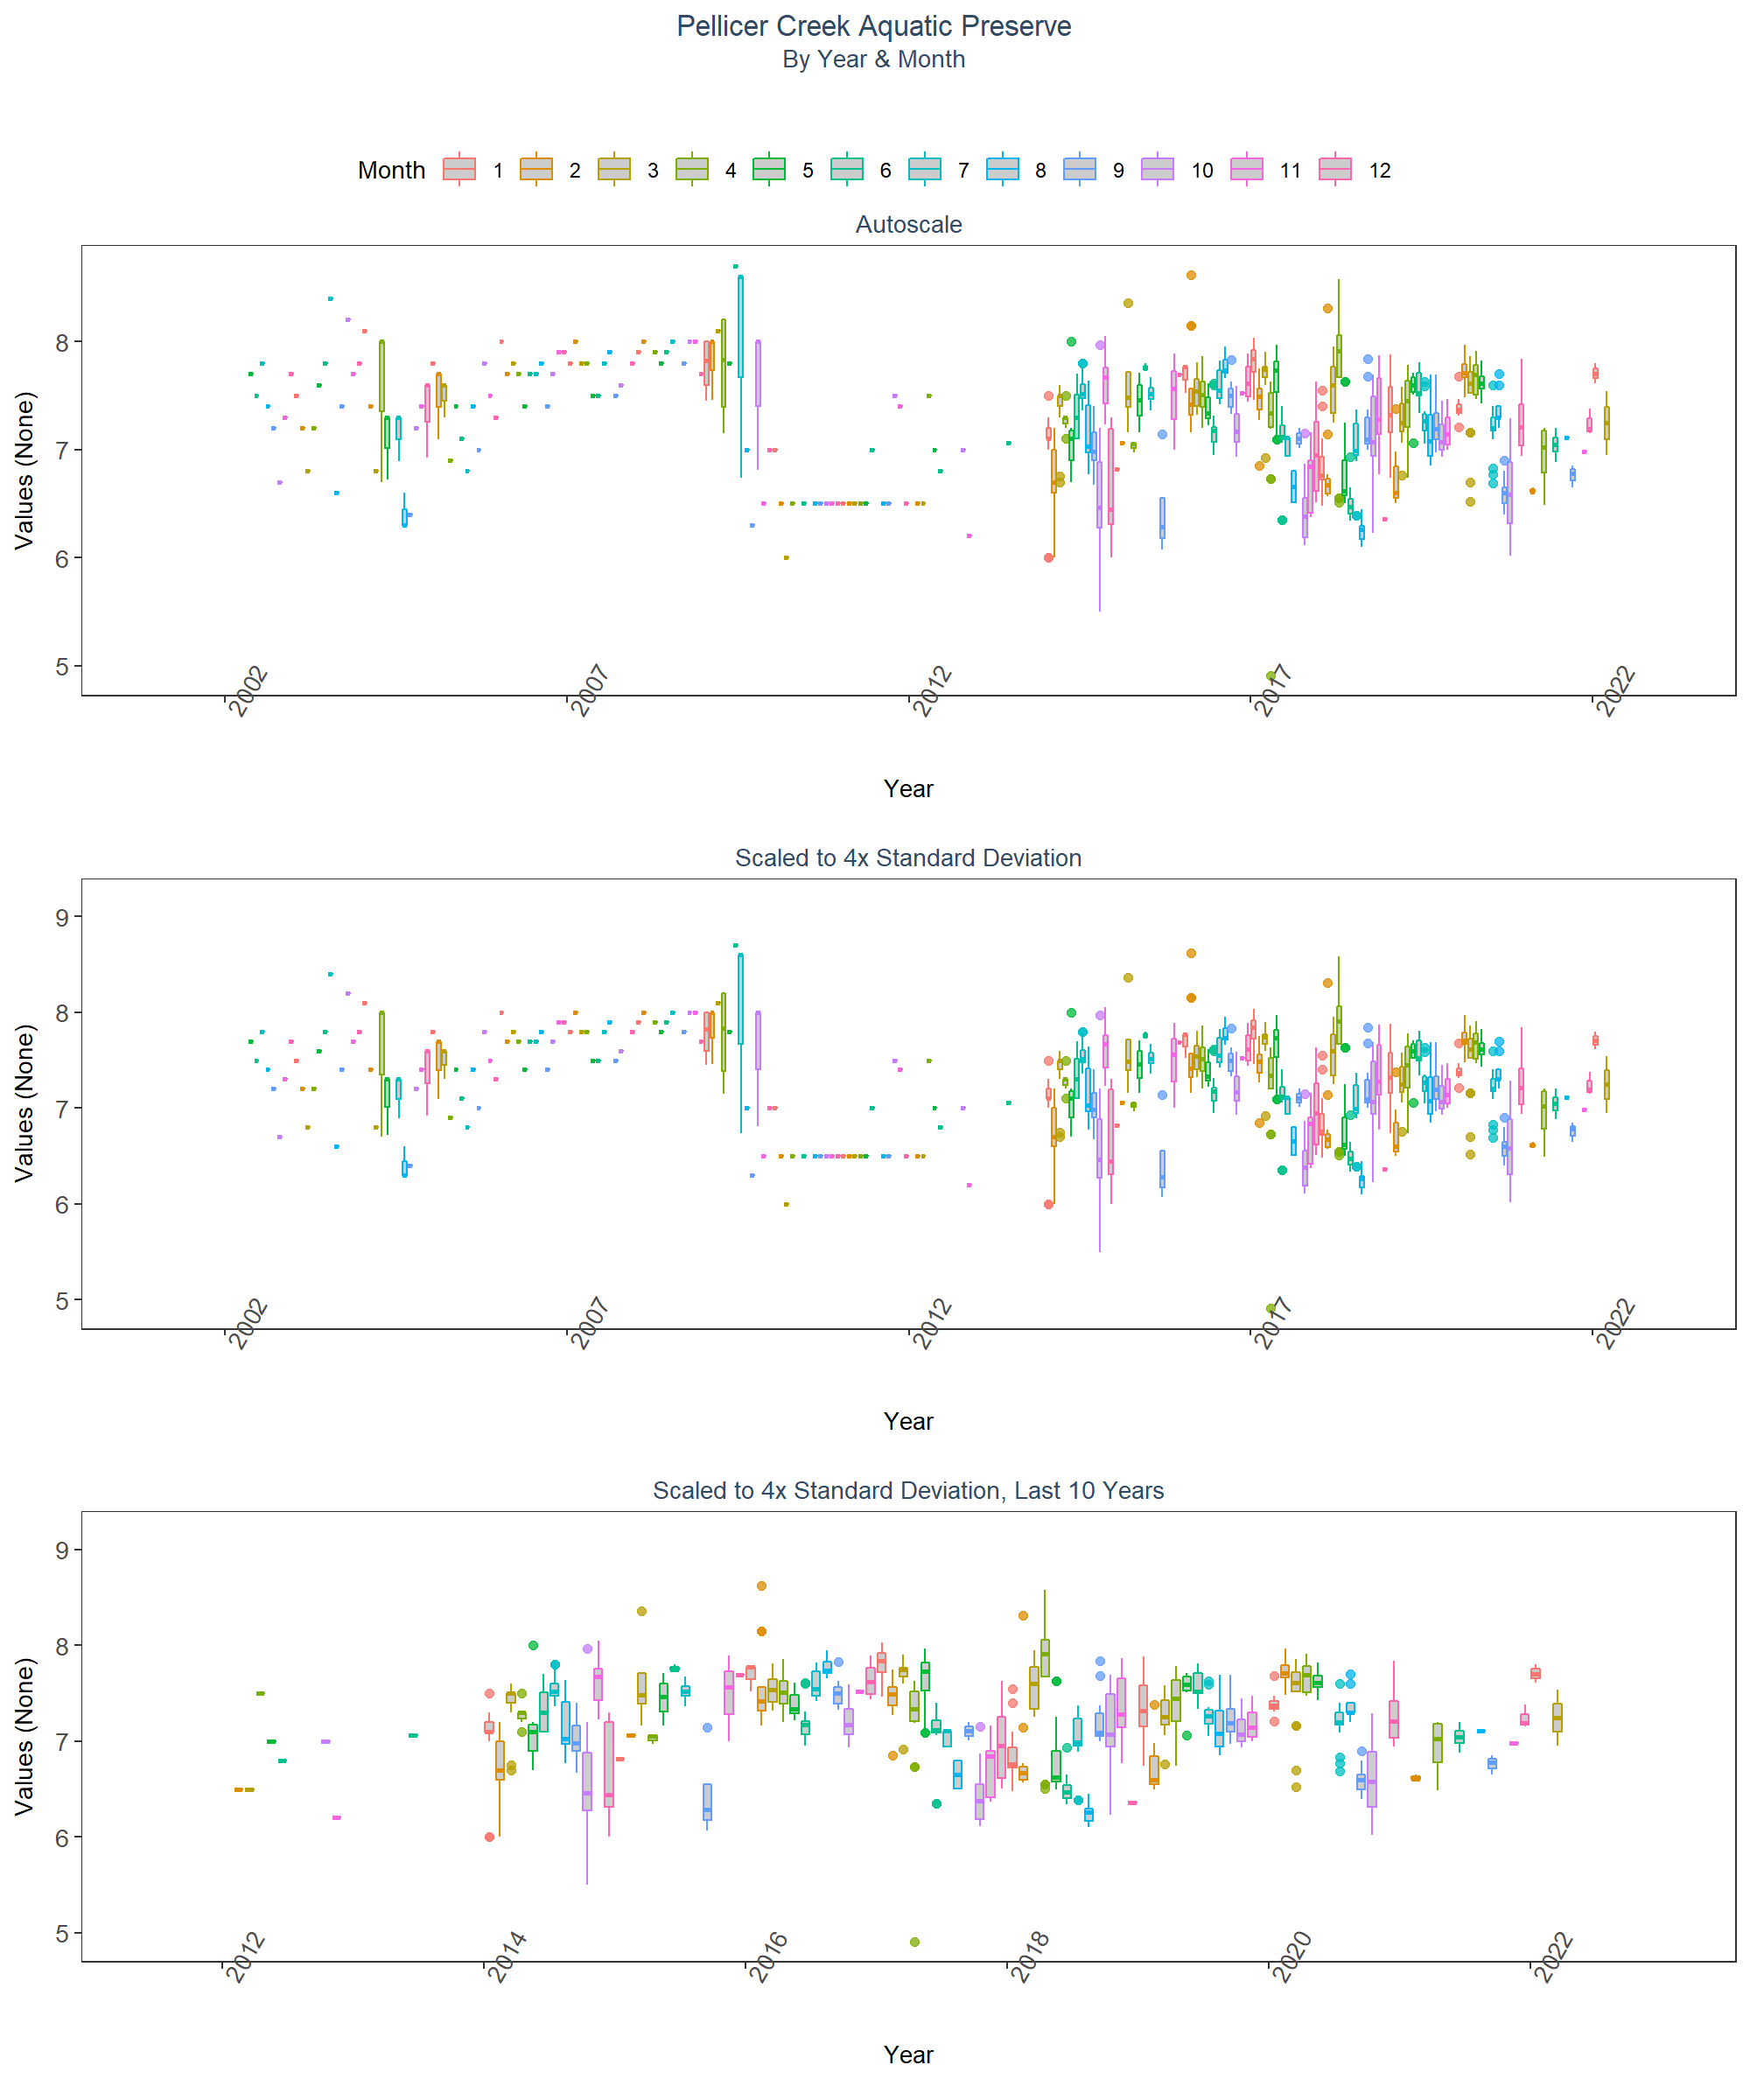 Pellicer Creek Aquatic Preserve
By Year & Month
Month 1 2 3 4 5 6 7 8 9 10 11 12
Autoscale
Values (None)
8
7
6
5
2002 2007 2012 2017 2022
Year
Scaled to 4x Standard Deviation
Values (None)
9
8
7
6
5
2002 2007 2012 2017 2022
Year
Scaled to 4x Standard Deviation, Last 10 Years
Values (None)
9
8
7
6
5
2012 2014 2016 2018 2020 2022
Year